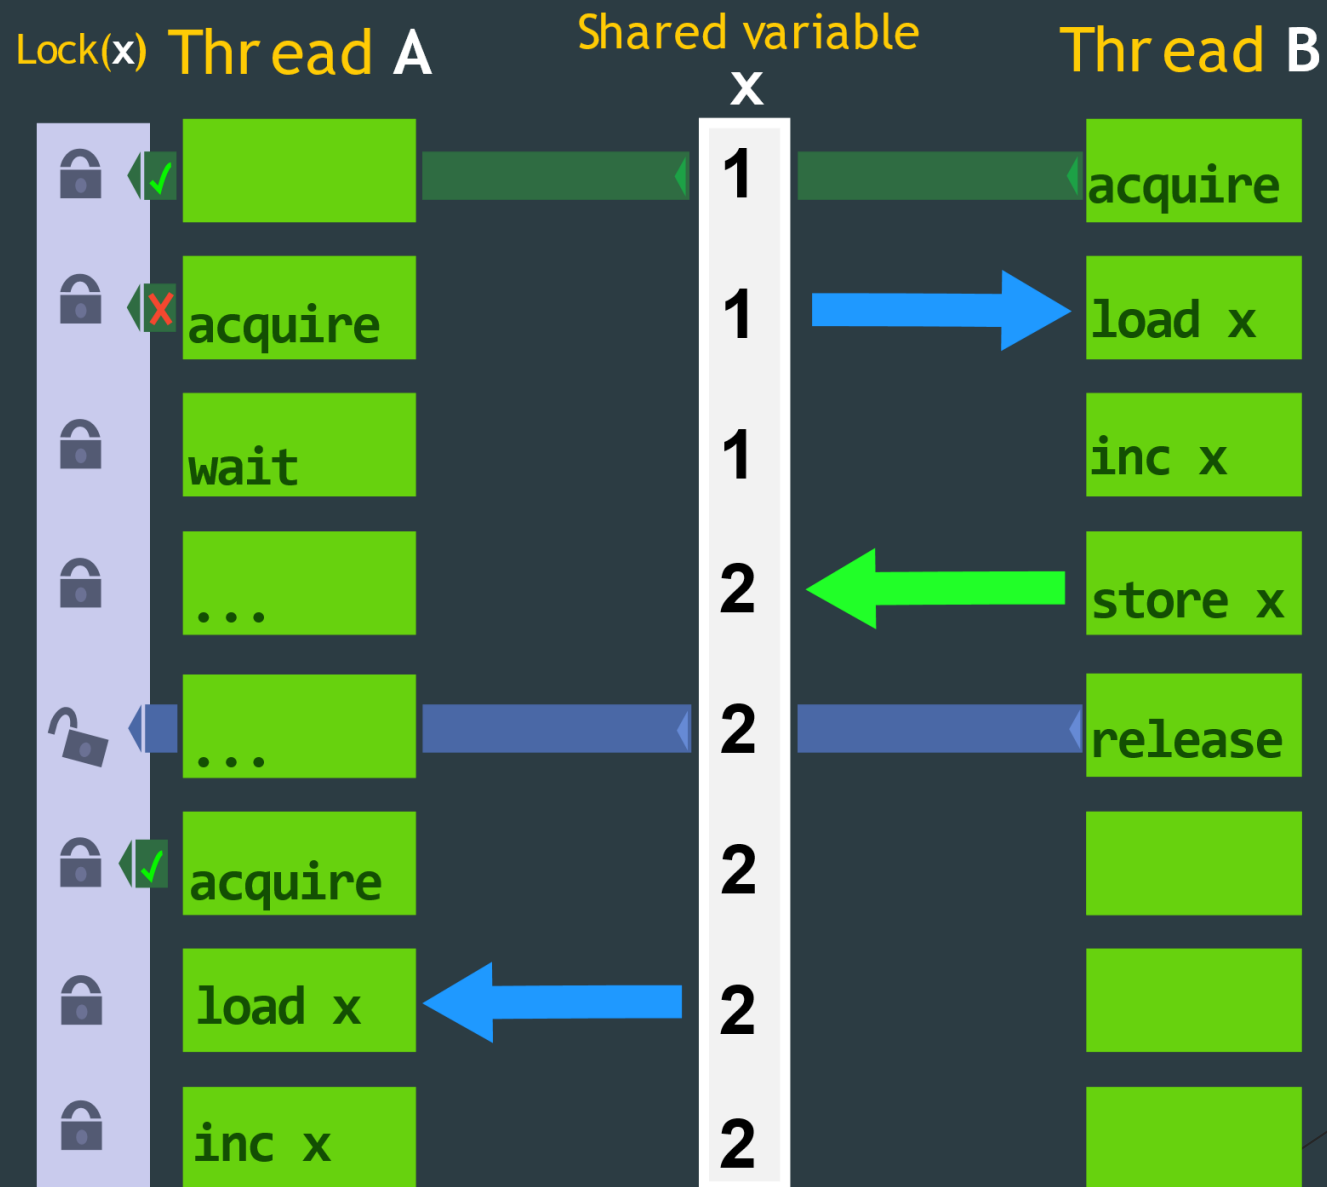 Lock(x) Thread A Shared variable Thread B
x
1 acquire
acquire 1 load x
wait 1 inc x
... 2 store x
... 2 release
acquire 2
load x 2
inc x 2